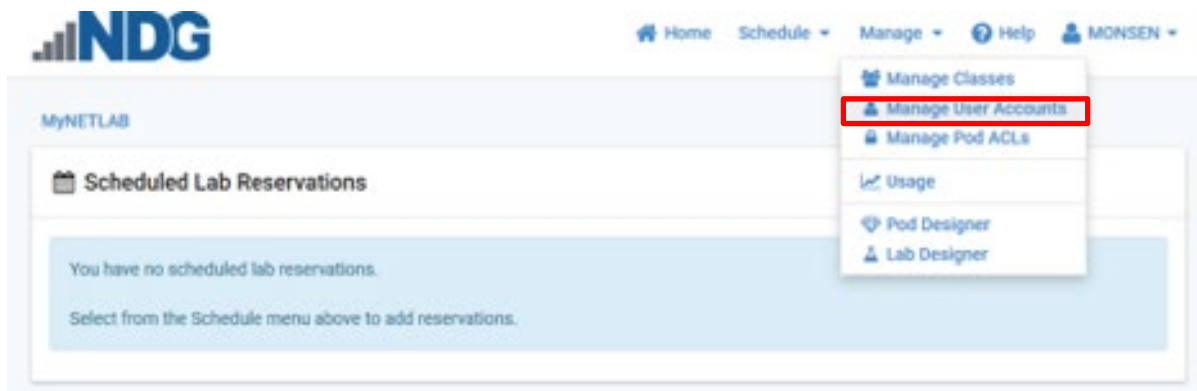 NDG
Home Schedule Manage Help MONSEN
Manage Classes
Manage User Accounts
Manage Pod ACLs
Usage
Pod Designer
Lab Designer
MyNETLAB
Scheduled Lab Reservations
You have no scheduled lab reservations.
Select from the Schedule menu above to add reservations.